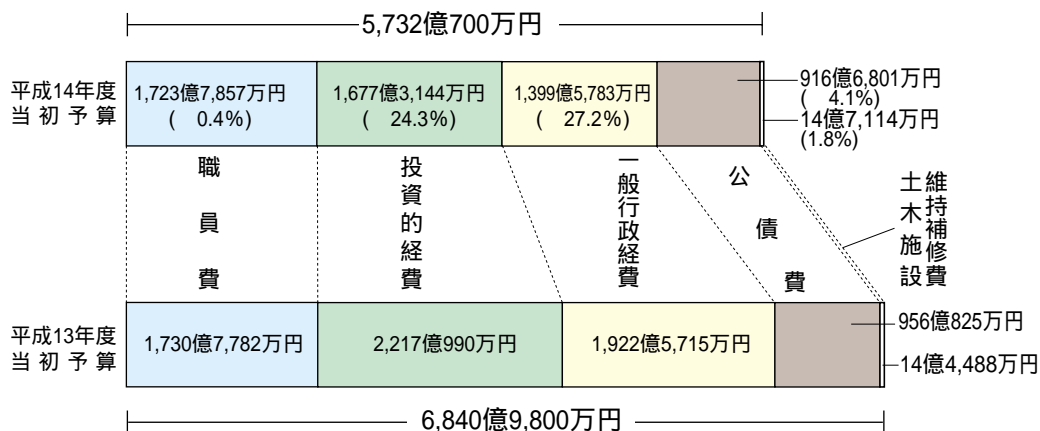 5,732億700万円
平成14年度
当初予算
1,723億7,857万円
( 0.4%)
1,677億3,144万円
( 24.3%)
1,399億5,783万円
( 27.2%)
916億6,801万円
( 4.1%)
14億7,114万円
(1.8%)
職員費
投資的経費
一般行政経費
公債費
土木施設
維持補修費
平成13年度
当初予算
1,730億7,782万円
2,217億990万円
1,922億5,715万円
956億825万円
14億4,488万円
6,840億9,800万円